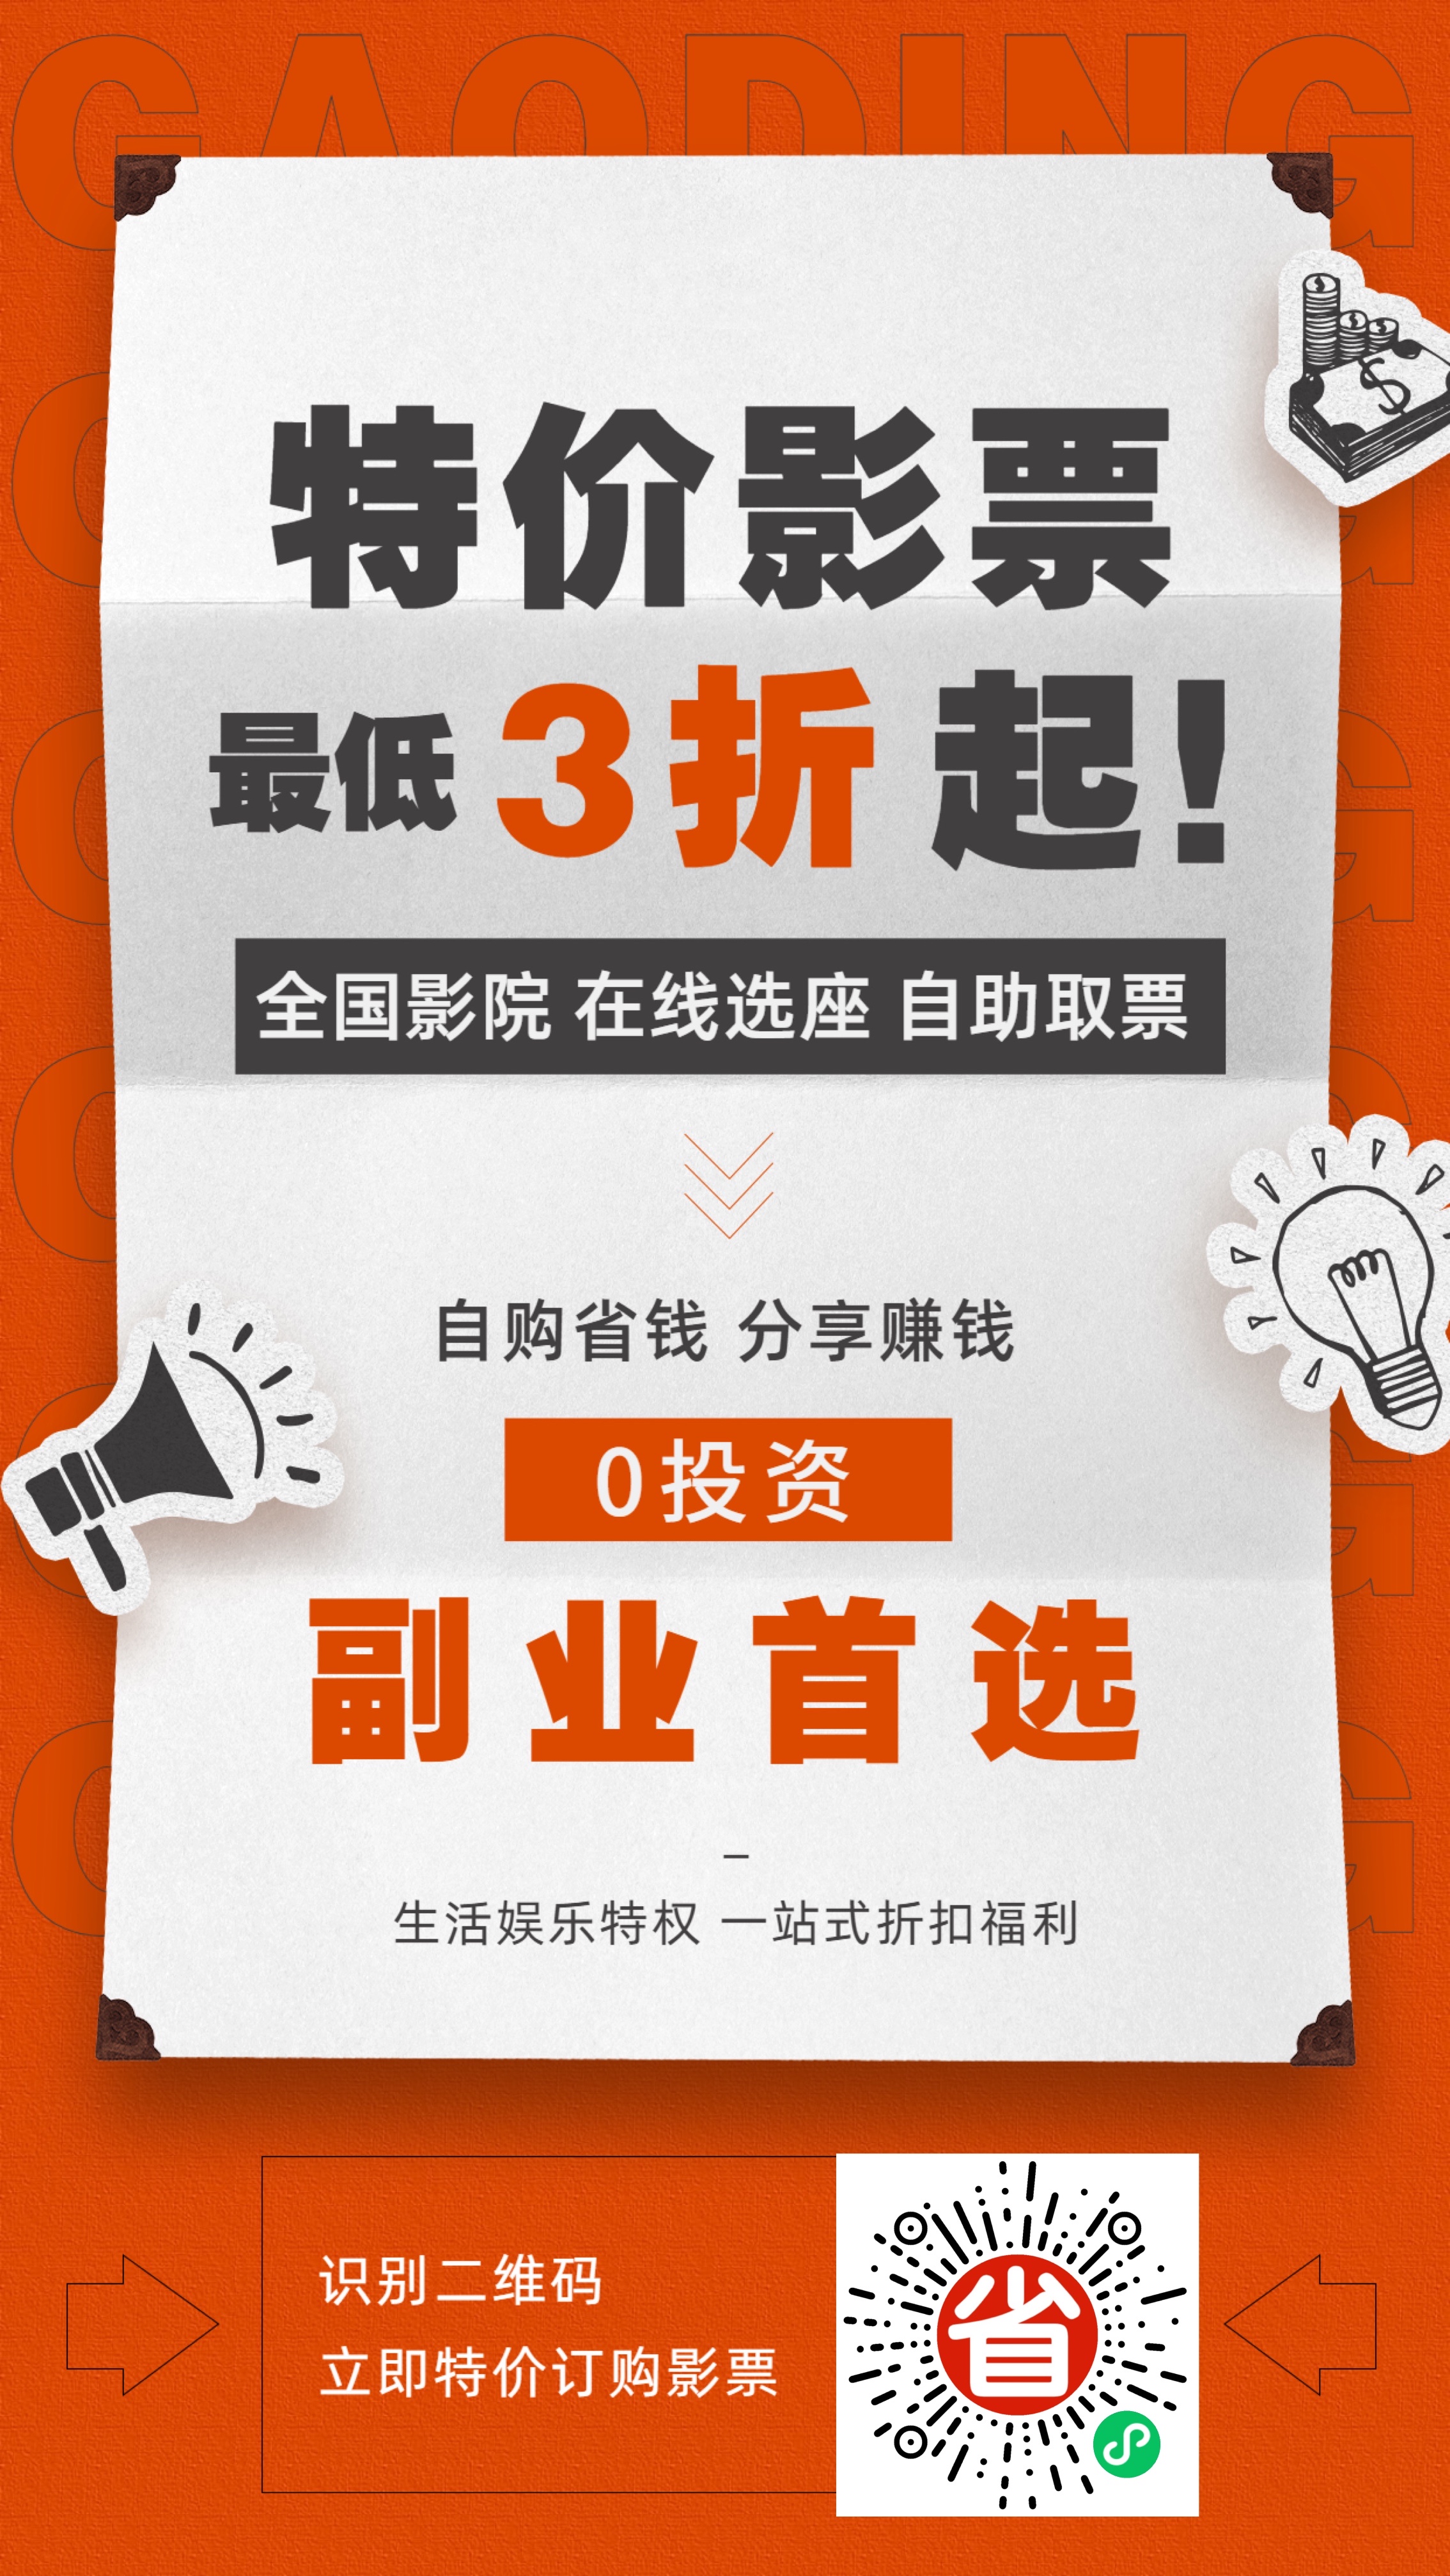 GAODING
特价影票
最低 3折 起!
全国影院 在线选座 自助取票
自购省钱 分享赚钱
0投资
副业首选
–
生活娱乐特权 一站式折扣福利
识别二维码
立即特价订购影票
省